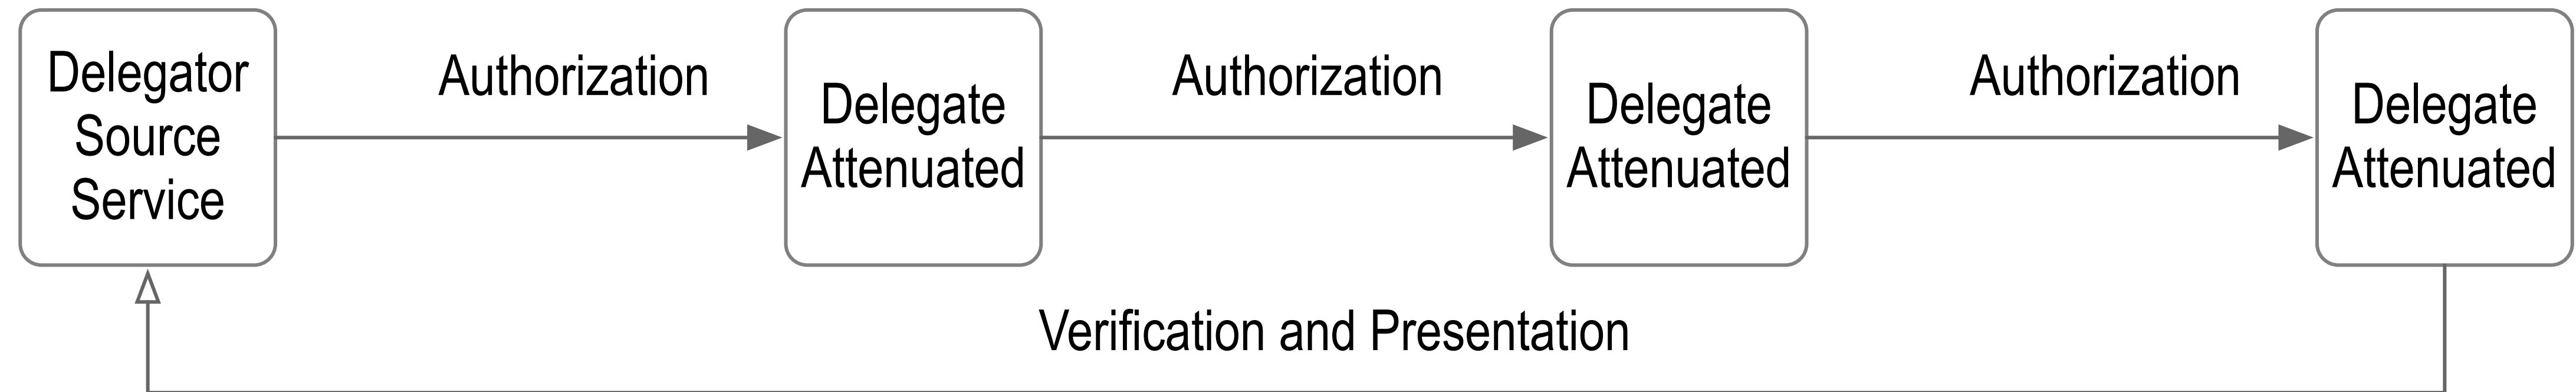 Delegator
Source
Service
Authorization
Delegate
Attenuated
Authorization
Delegate
Attenuated
Authorization
Delegate
Attenuated
Verification and Presentation